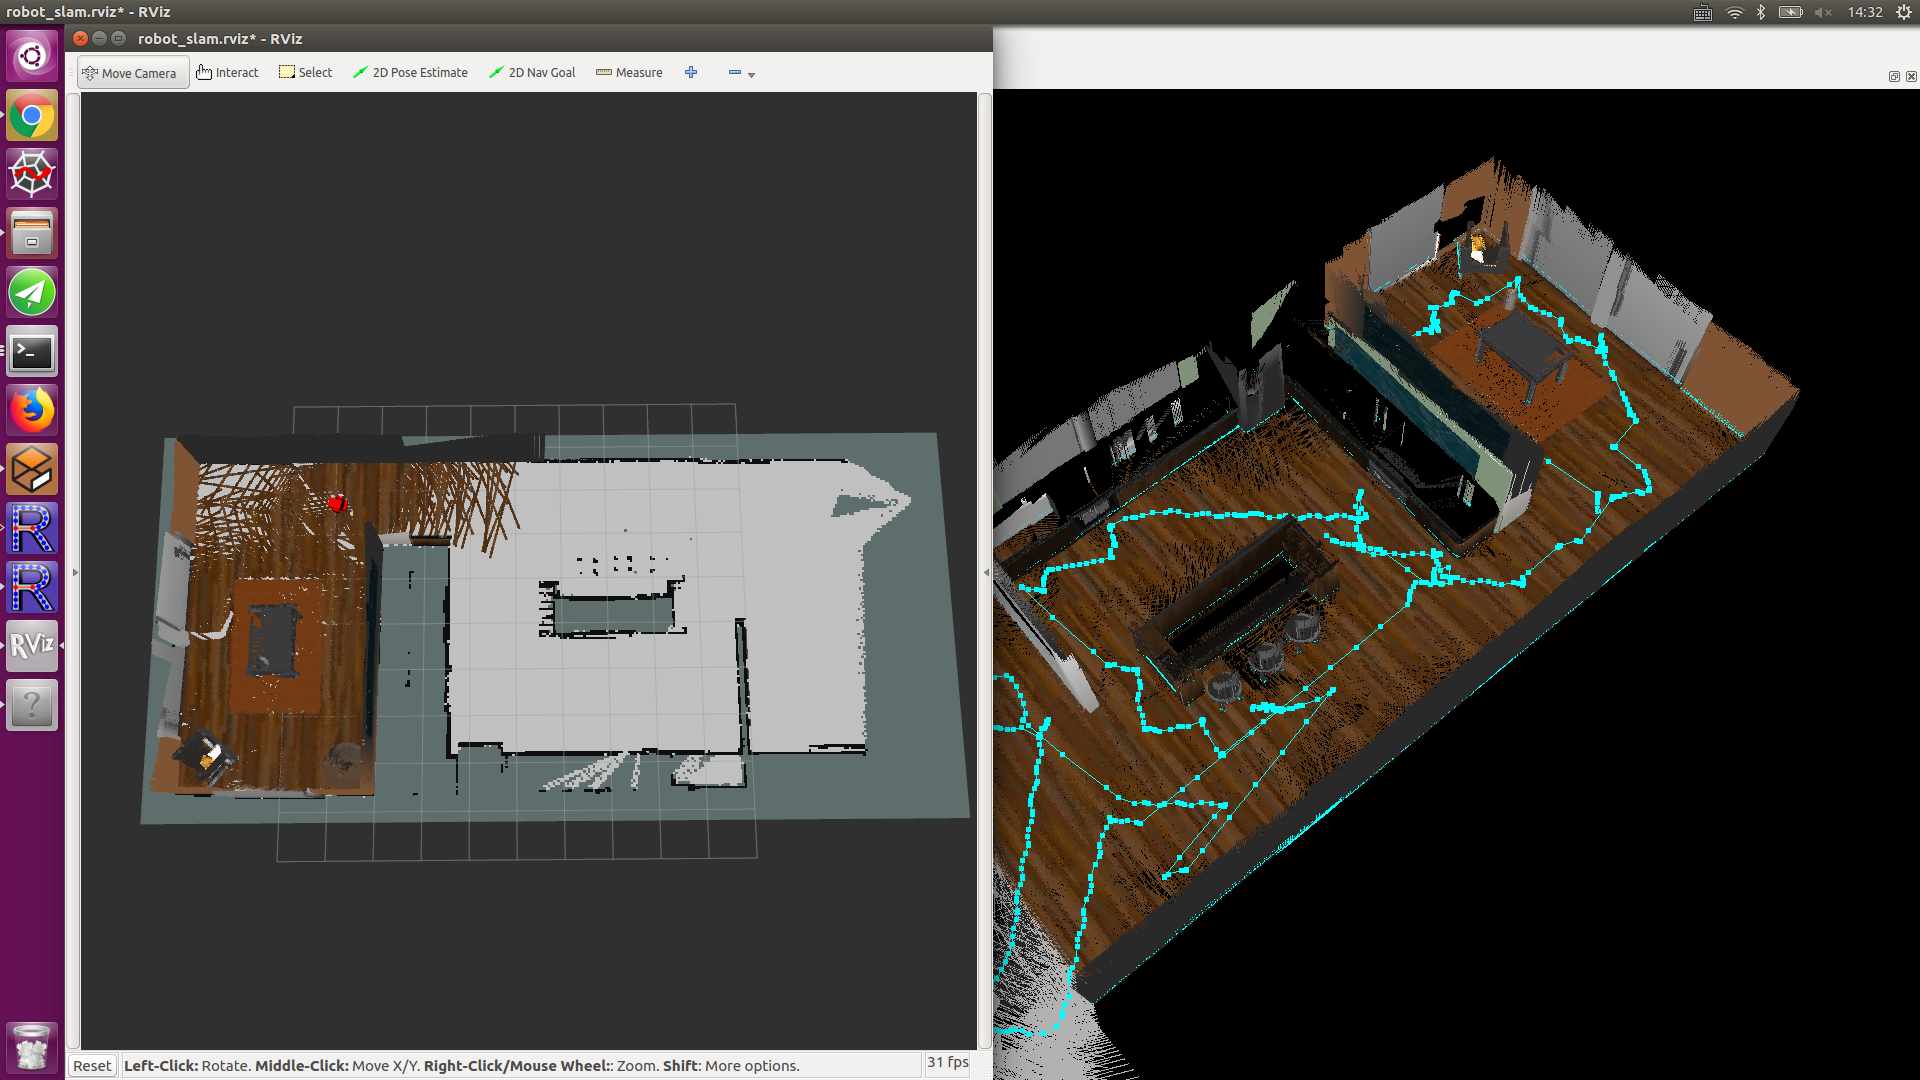 robot_slam.rviz* - RViz
14:32
robot_slam.rviz* - RViz
Move Camera Interact Select 2D Pose Estimate 2D Nav Goal Measure
>_
R
R
RViz
?
Reset Left-Click: Rotate. Middle-Click: Move X/Y. Right-Click/Mouse Wheel:: Zoom. Shift: More options. 31 fps